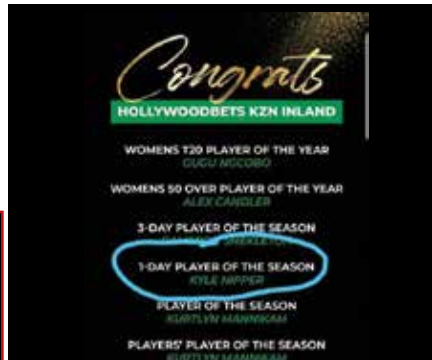 Congrats
HOLLYWOODBETS KZN INLAND
WOMENS T20 PLAYER OF THE YEAR
GUGU NGCOBO
WOMENS 50 OVER PLAYER OF THE YEAR
ALEX CANDLER
3-DAY PLAYER OF THE SEASON
1-DAY PLAYER OF THE SEASON
KYLE NIPPER
PLAYER OF THE SEASON
KURTLYN MANNIKAM
PLAYERS' PLAYER OF THE SEASON
KURTLYN MANNIKAM